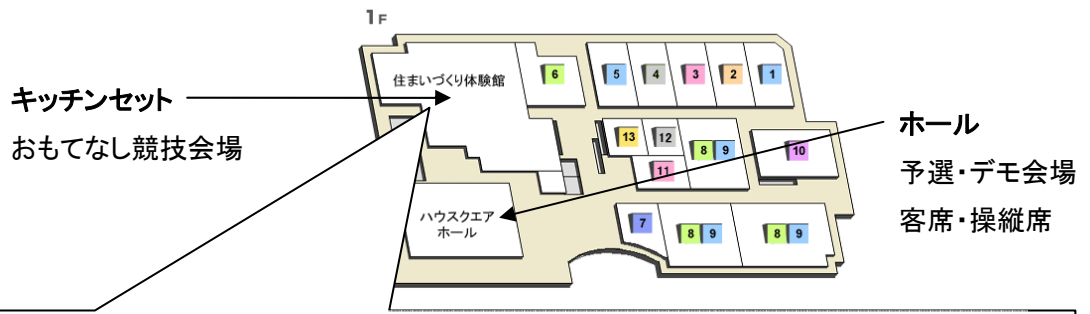 1F
住まいづくり体験館
6
5
4
3
2
1
キッチンセット
おもてなし競技会場
ホール
予選・デモ会場
客席・操縦席
13
12
8 9
10
11
ハウスクエア
ホール
7
8 9
8 9